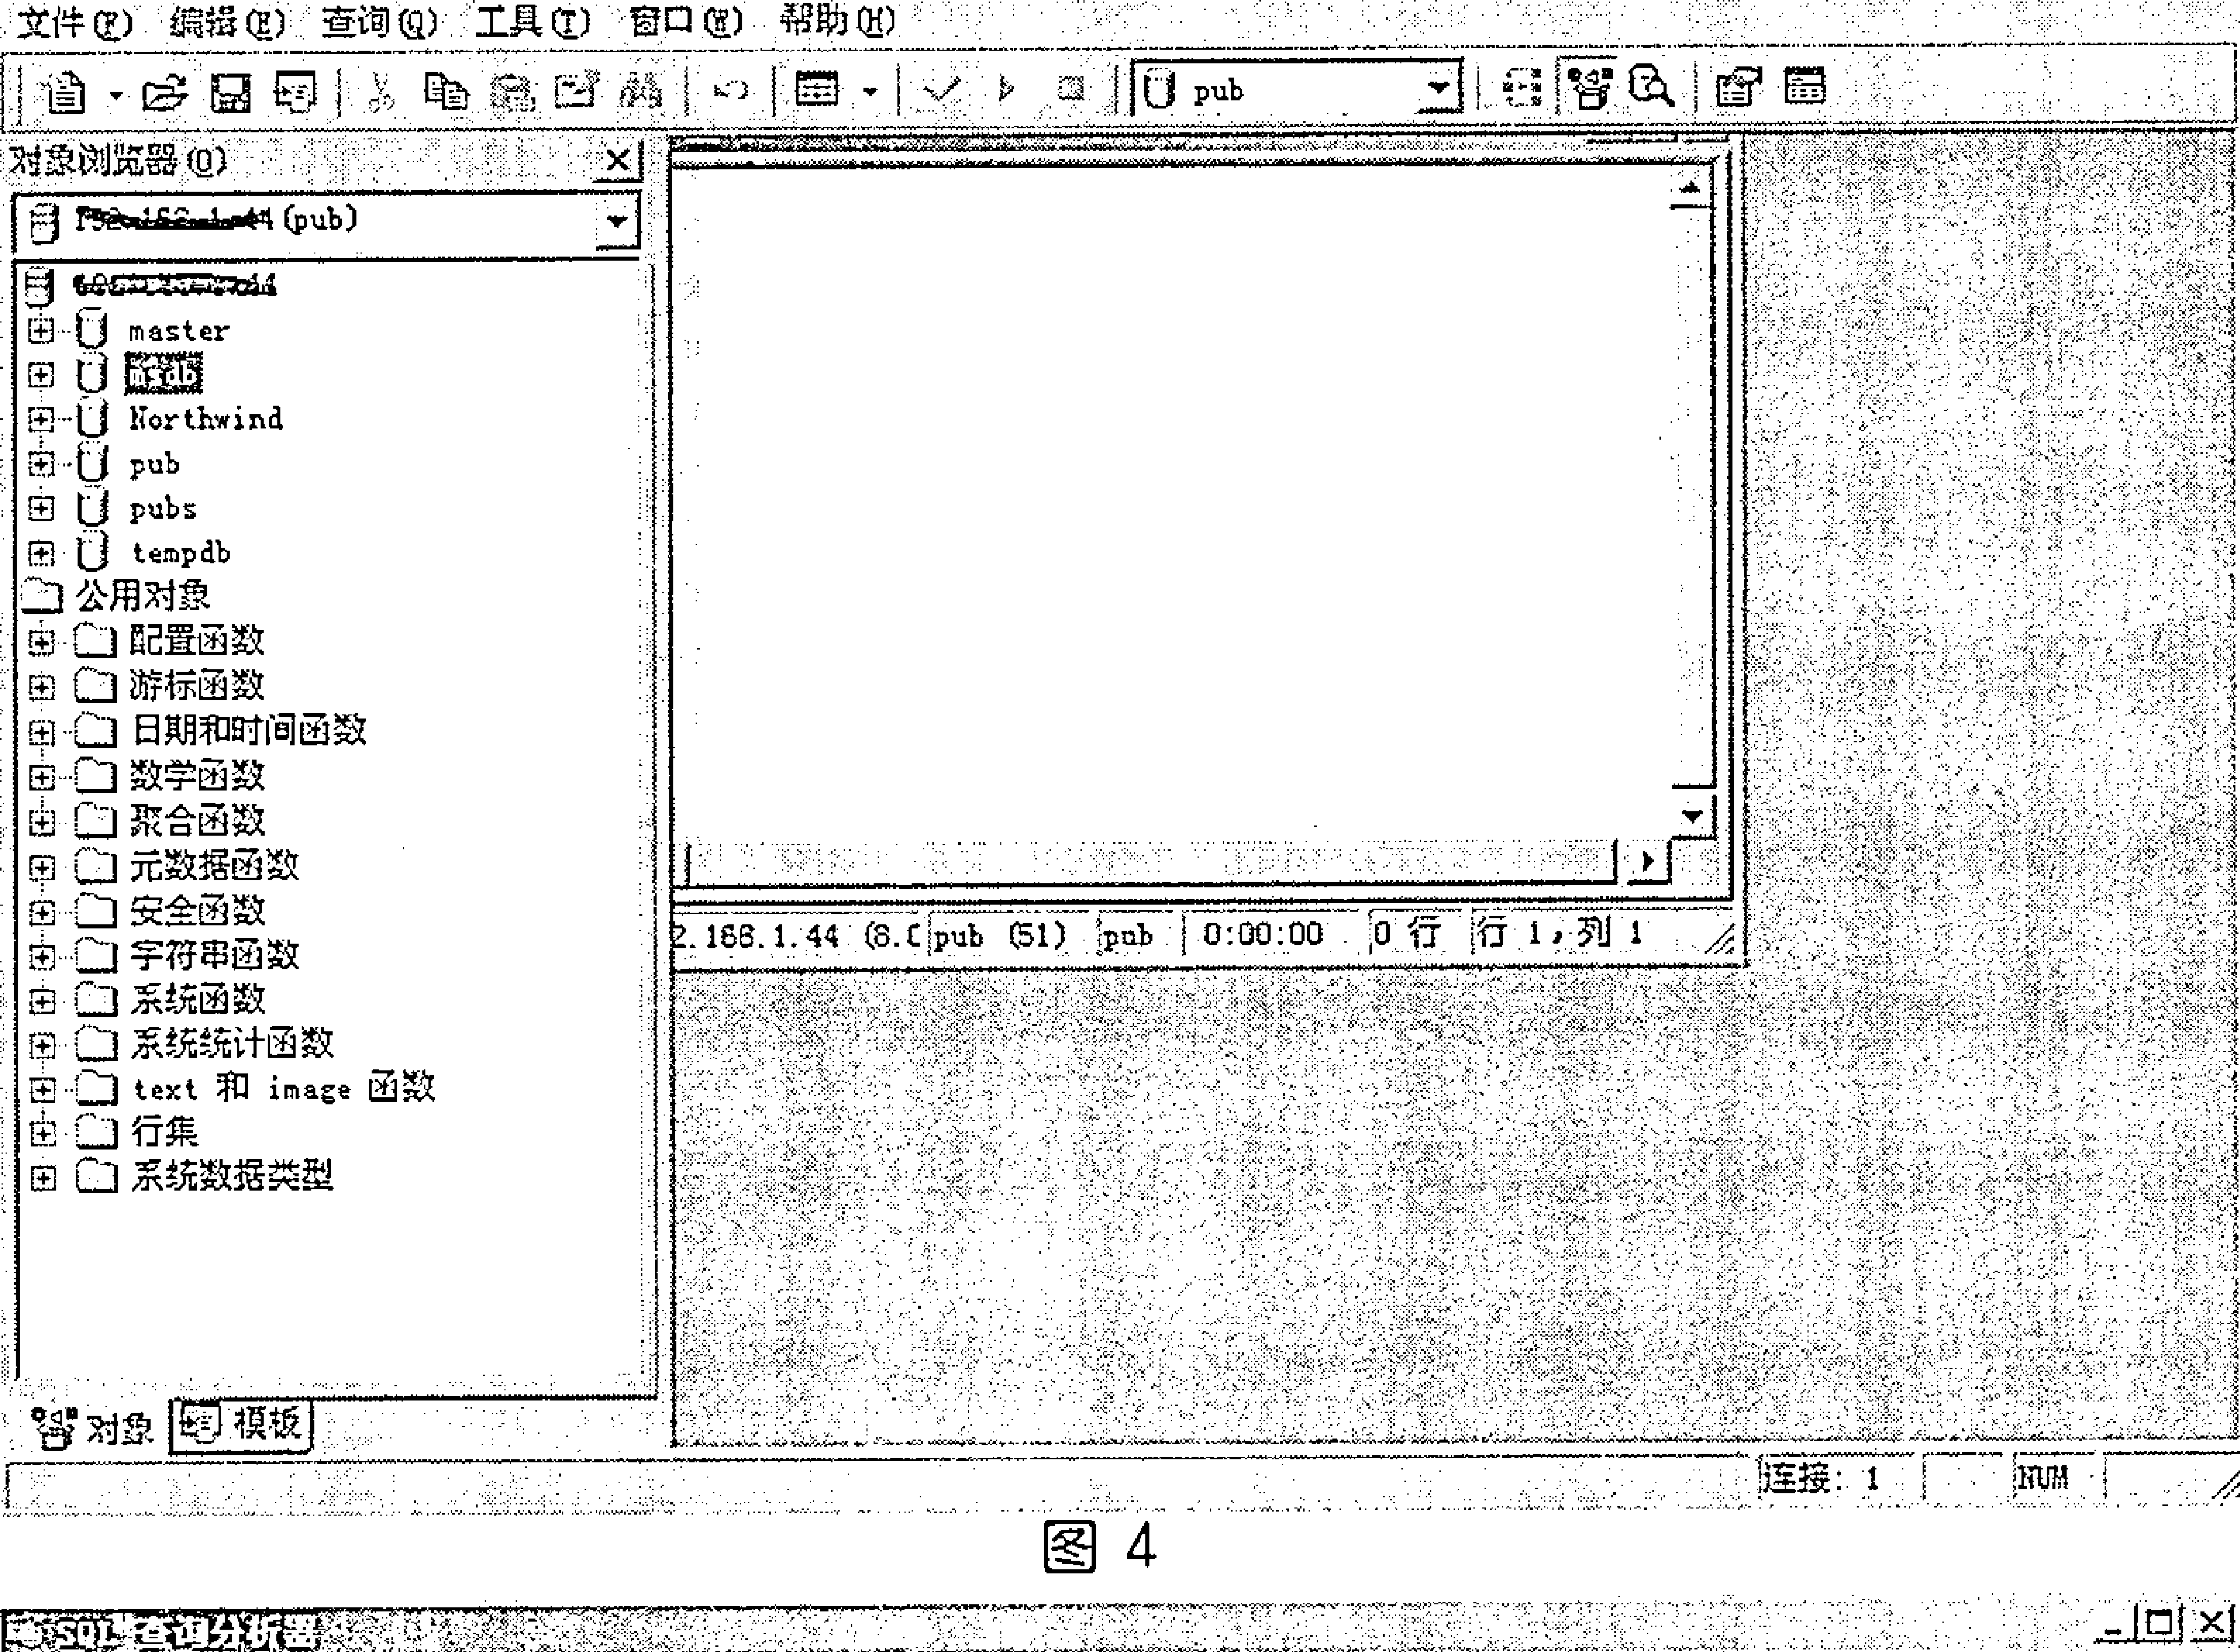 文件(F) 编辑(E) 查询(Q) 工具(T) 窗口(W) 帮助(H)
pub
对象浏览器(O)
(pub)
master
msdb
Northwind
pub
pubs
tempdb
公用对象
配置函数
游标函数
日期和时间函数
数学函数
聚合函数
元数据函数
安全函数
字符串函数
系统函数
系统统计函数
text 和 image 函数
行集
系统数据类型
2.168.1.44 (8.0 pub (51) pub 0:00:00 0 行 行 1, 列 1
对象 模板
连接: 1 NUM
图 4
SQL 查询分析器